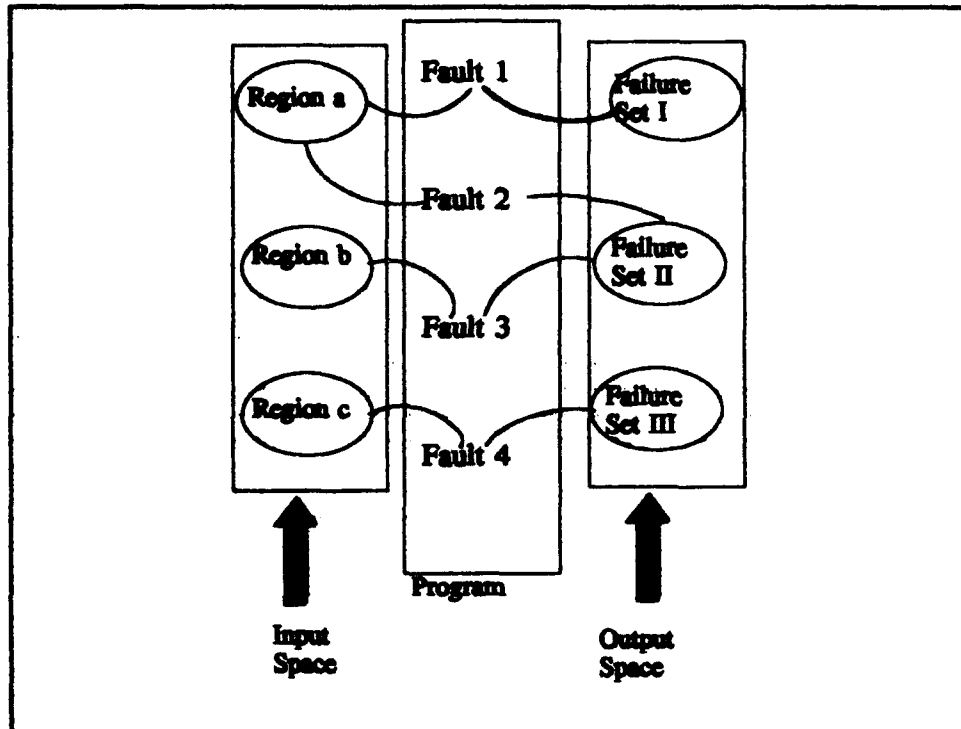 Region a
Fault 1
Failure
Set I
Fault 2
Region b
Failure
Set II
Fault 3
Region c
Failure
Set III
Fault 4
Program
Input
Space
Output
Space